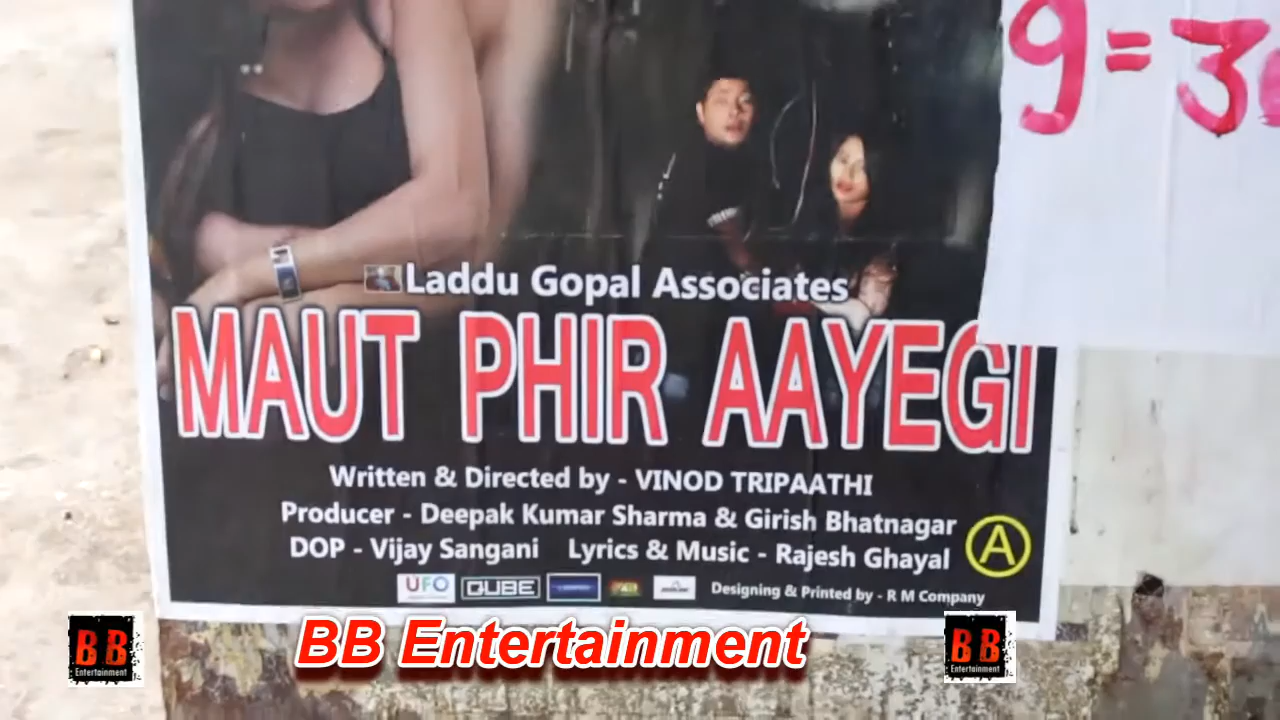 9 = 3
Laddu Gopal Associates
MAUT PHIR AAYEGI
Written & Directed by - VINOD TRIPAATHI
Producer - Deepak Kumar Sharma & Girish Bhatnagar
A
DOP - Vijay Sangani Lyrics & Music - Rajesh Ghayal
UFO QUBE Designing & Printed by - R M Company
BB Entertainment
BB
Entertainment
BB
Entertainment